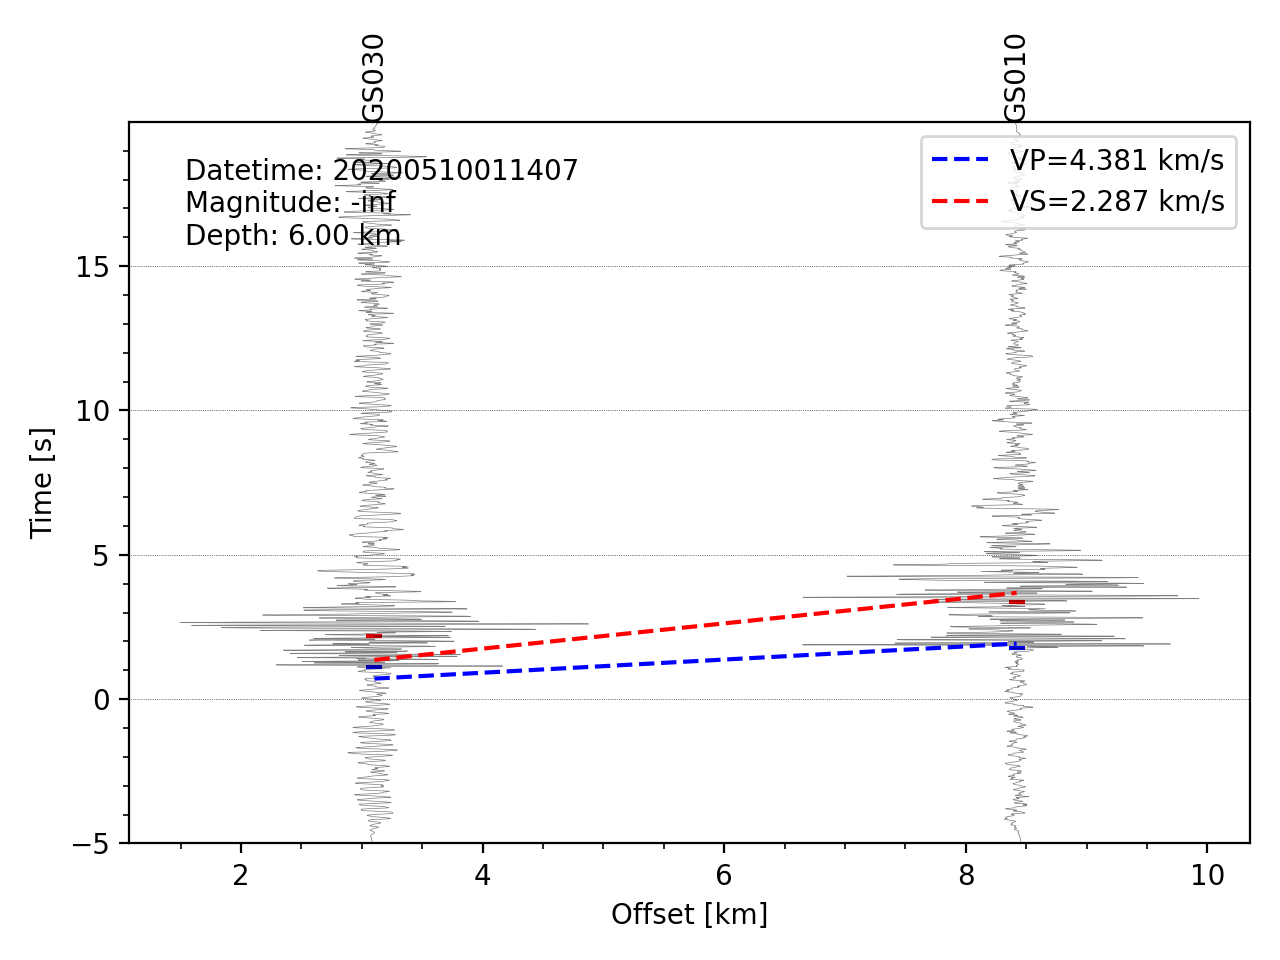 GS030
GS010
Datetime: 20200510011407
Magnitude: -inf
Depth: 6.00 km
VP=4.381 km/s
VS=2.287 km/s
15
10
5
0
−5
Time [s]
2
4
6
8
10
Offset [km]